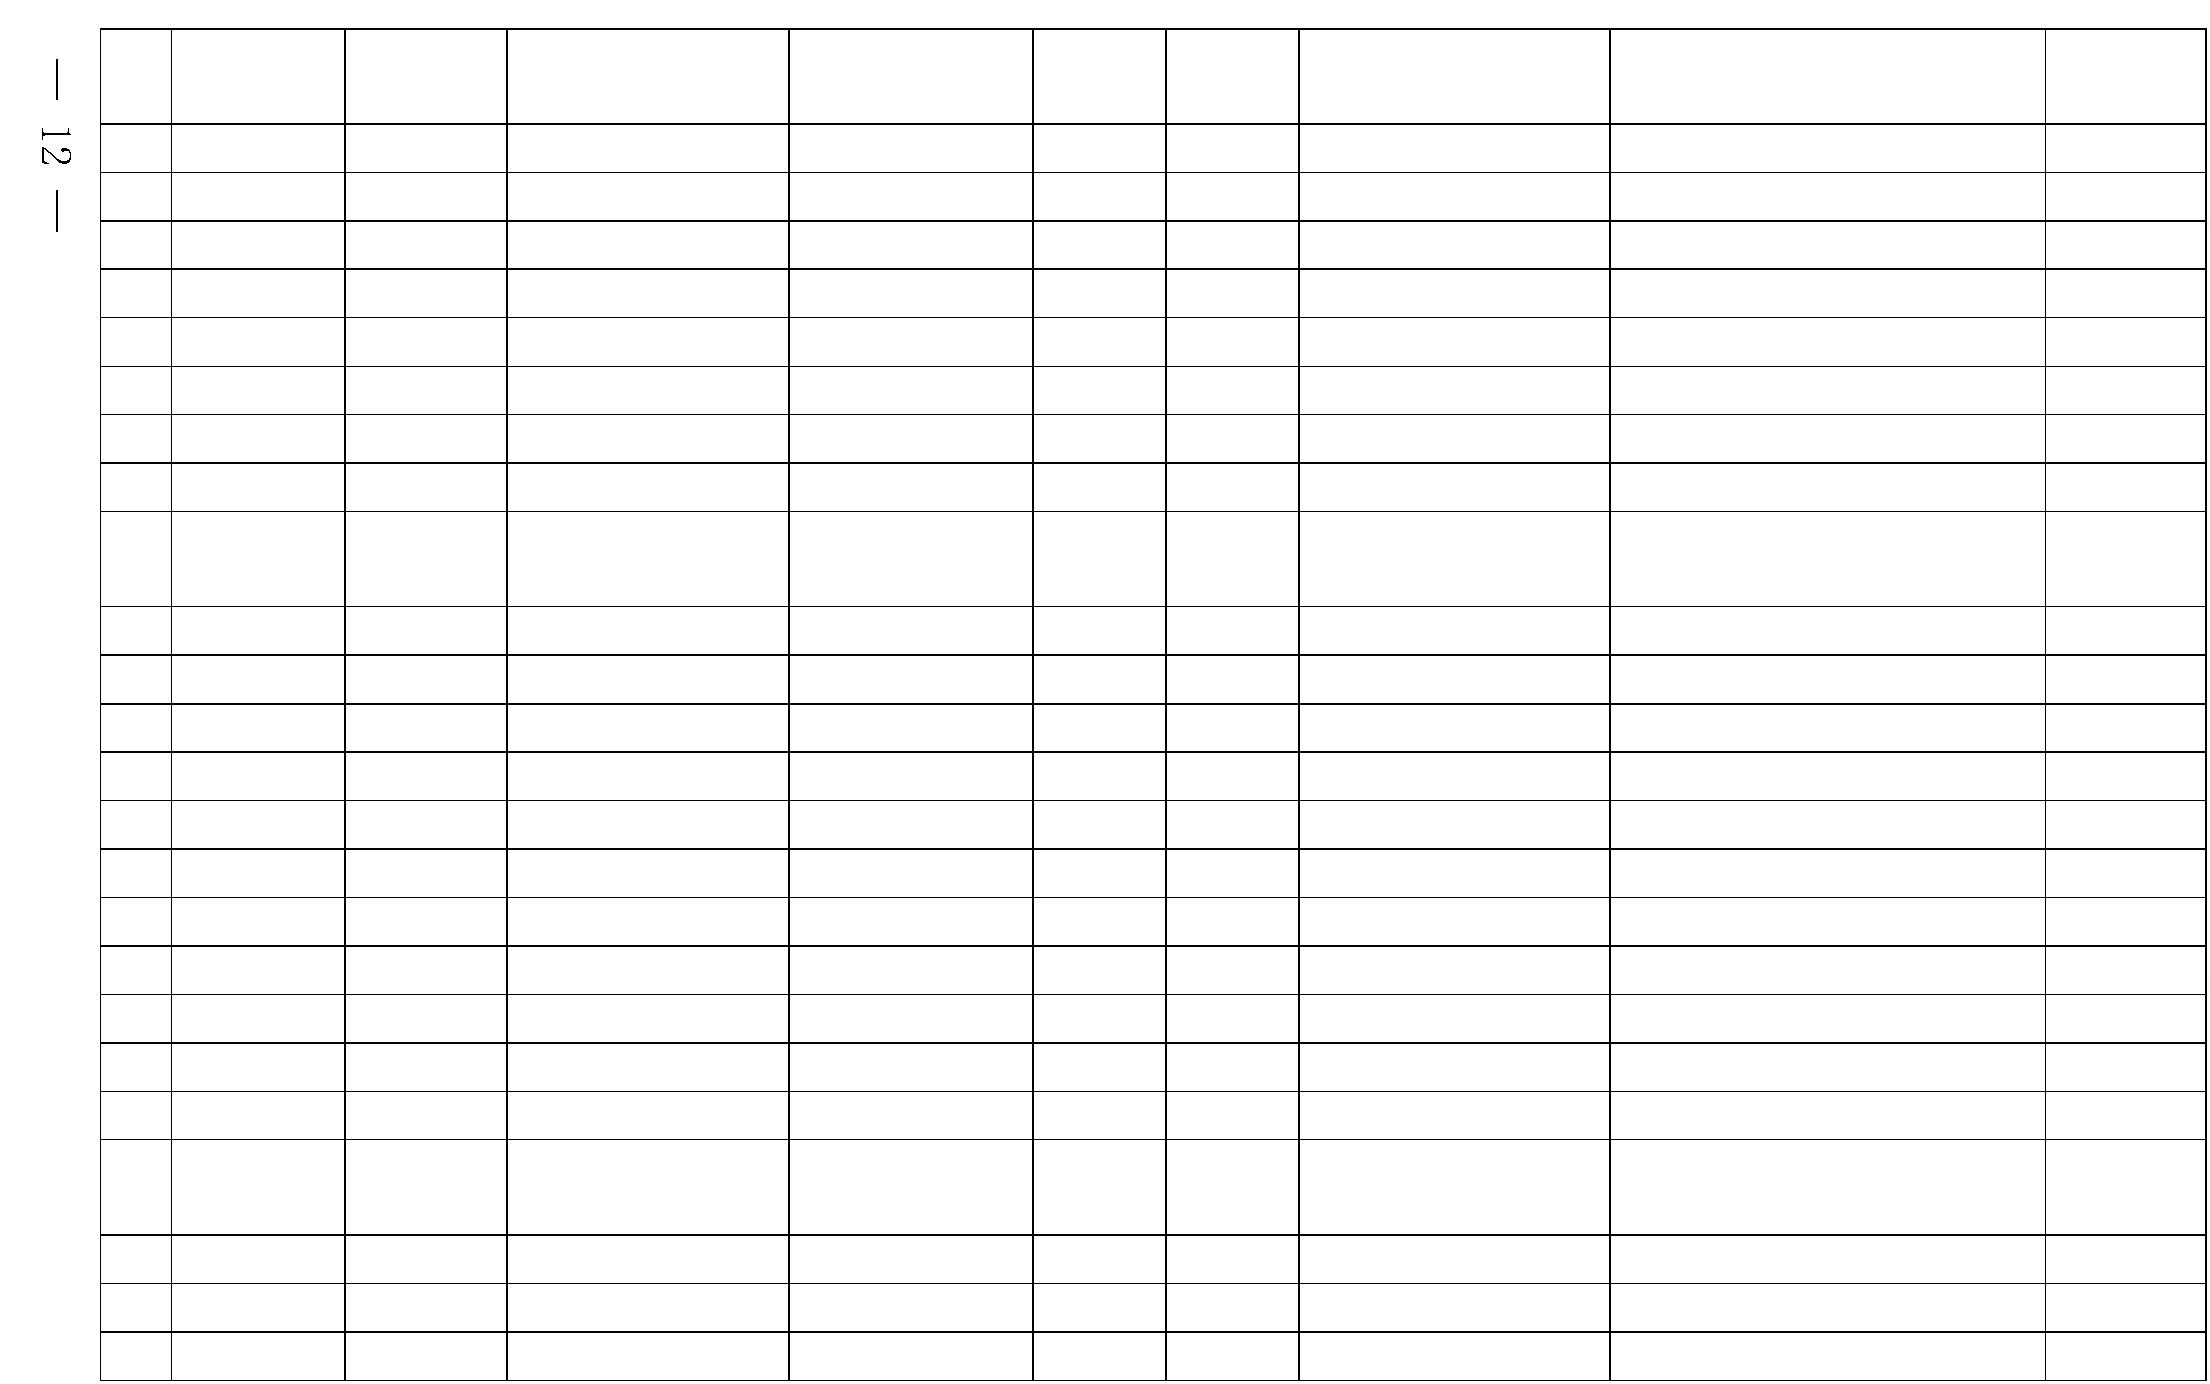 — 12 —